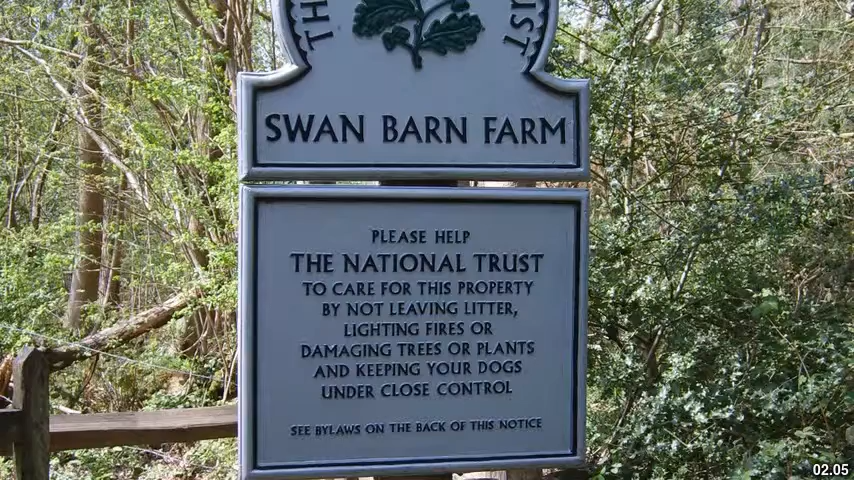 SWAN BARN FARM
PLEASE HELP
THE NATIONAL TRUST
TO CARE FOR THIS PROPERTY
BY NOT LEAVING LITTER,
LIGHTING FIRES OR
DAMAGING TREES OR PLANTS
AND KEEPING YOUR DOGS
UNDER CLOSE CONTROL
SEE BYLAWS ON THE BACK OF THIS NOTICE
02.05